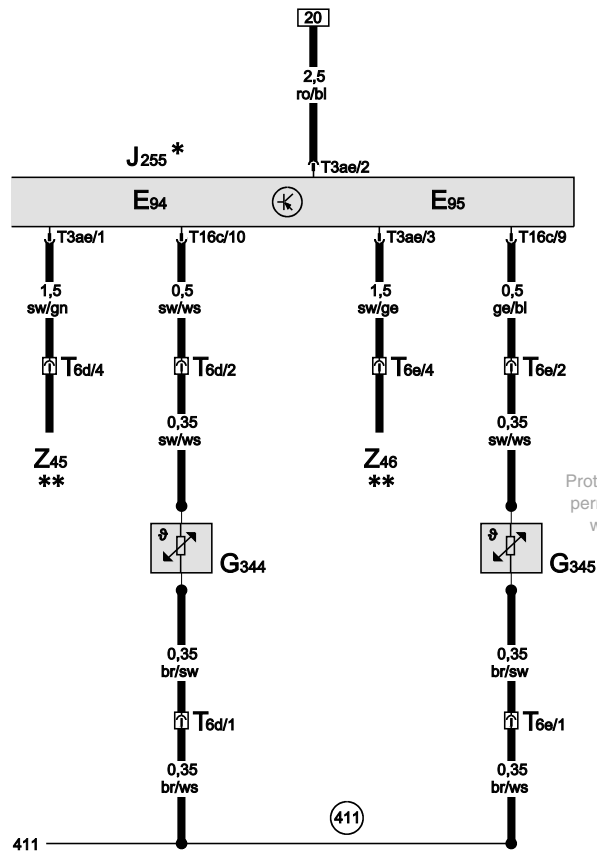 20
2,5
ro/bl
J255 *
T3ae/2
E94 E95
T3ae/1 T16c/10 T3ae/3 T16c/9
1,5 0,5 1,5 0,5
sw/gn sw/ws sw/ge ge/bl
T6d/4 T6d/2 T6e/4 T6e/2
0,35 0,35
sw/ws sw/ws
Z45 Z46
** **
Prot
per
w
ϑ ϑ
G344 G345
0,35 0,35
br/sw br/sw
T6d/1 T6e/1
0,35 0,35
br/ws br/ws
411
411